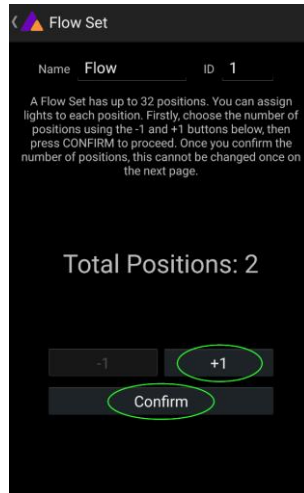 Flow Set
Name Flow ID 1
A Flow Set has up to 32 positions. You can assign
lights to each position. Firstly, choose the number of
positions using the -1 and +1 buttons below, then
press CONFIRM to proceed. Once you confirm the
number of positions, this cannot be changed once on
the next page.
Total Positions: 2
-1 +1
Confirm